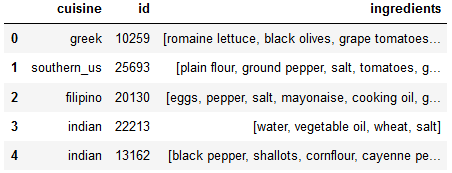 cuisine id ingredients
0 greek 10259 [romaine lettuce, black olives, grape tomatoes...
1 southern_us 25693 [plain flour, ground pepper, salt, tomatoes, g...
2 filipino 20130 [eggs, pepper, salt, mayonaise, cooking oil, g...
3 indian 22213 [water, vegetable oil, wheat, salt]
4 indian 13162 [black pepper, shallots, cornflour, cayenne pe...